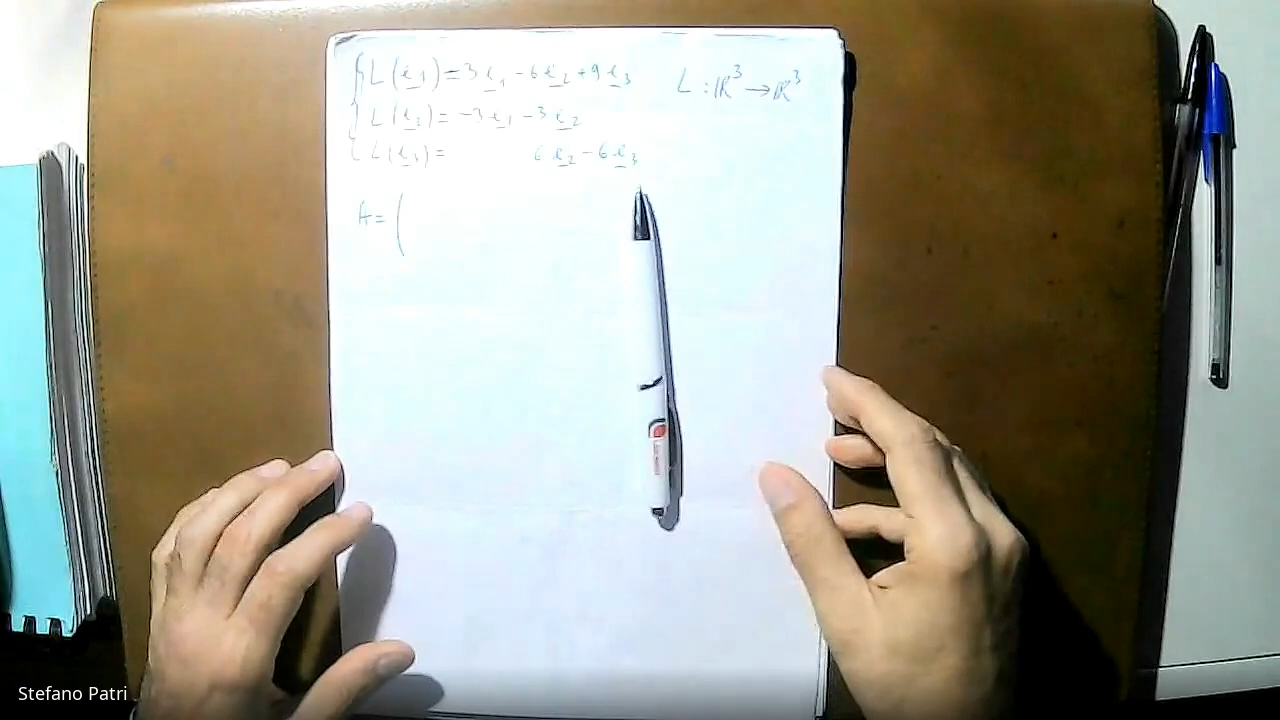 L(e1) = 3e1 - 6e2 + 9e3 L: ℝ³ → ℝ³
L(e2) = -3e1 - 3e2
L(e3) = 6e2 - 6e3
A = (
Stefano Patri